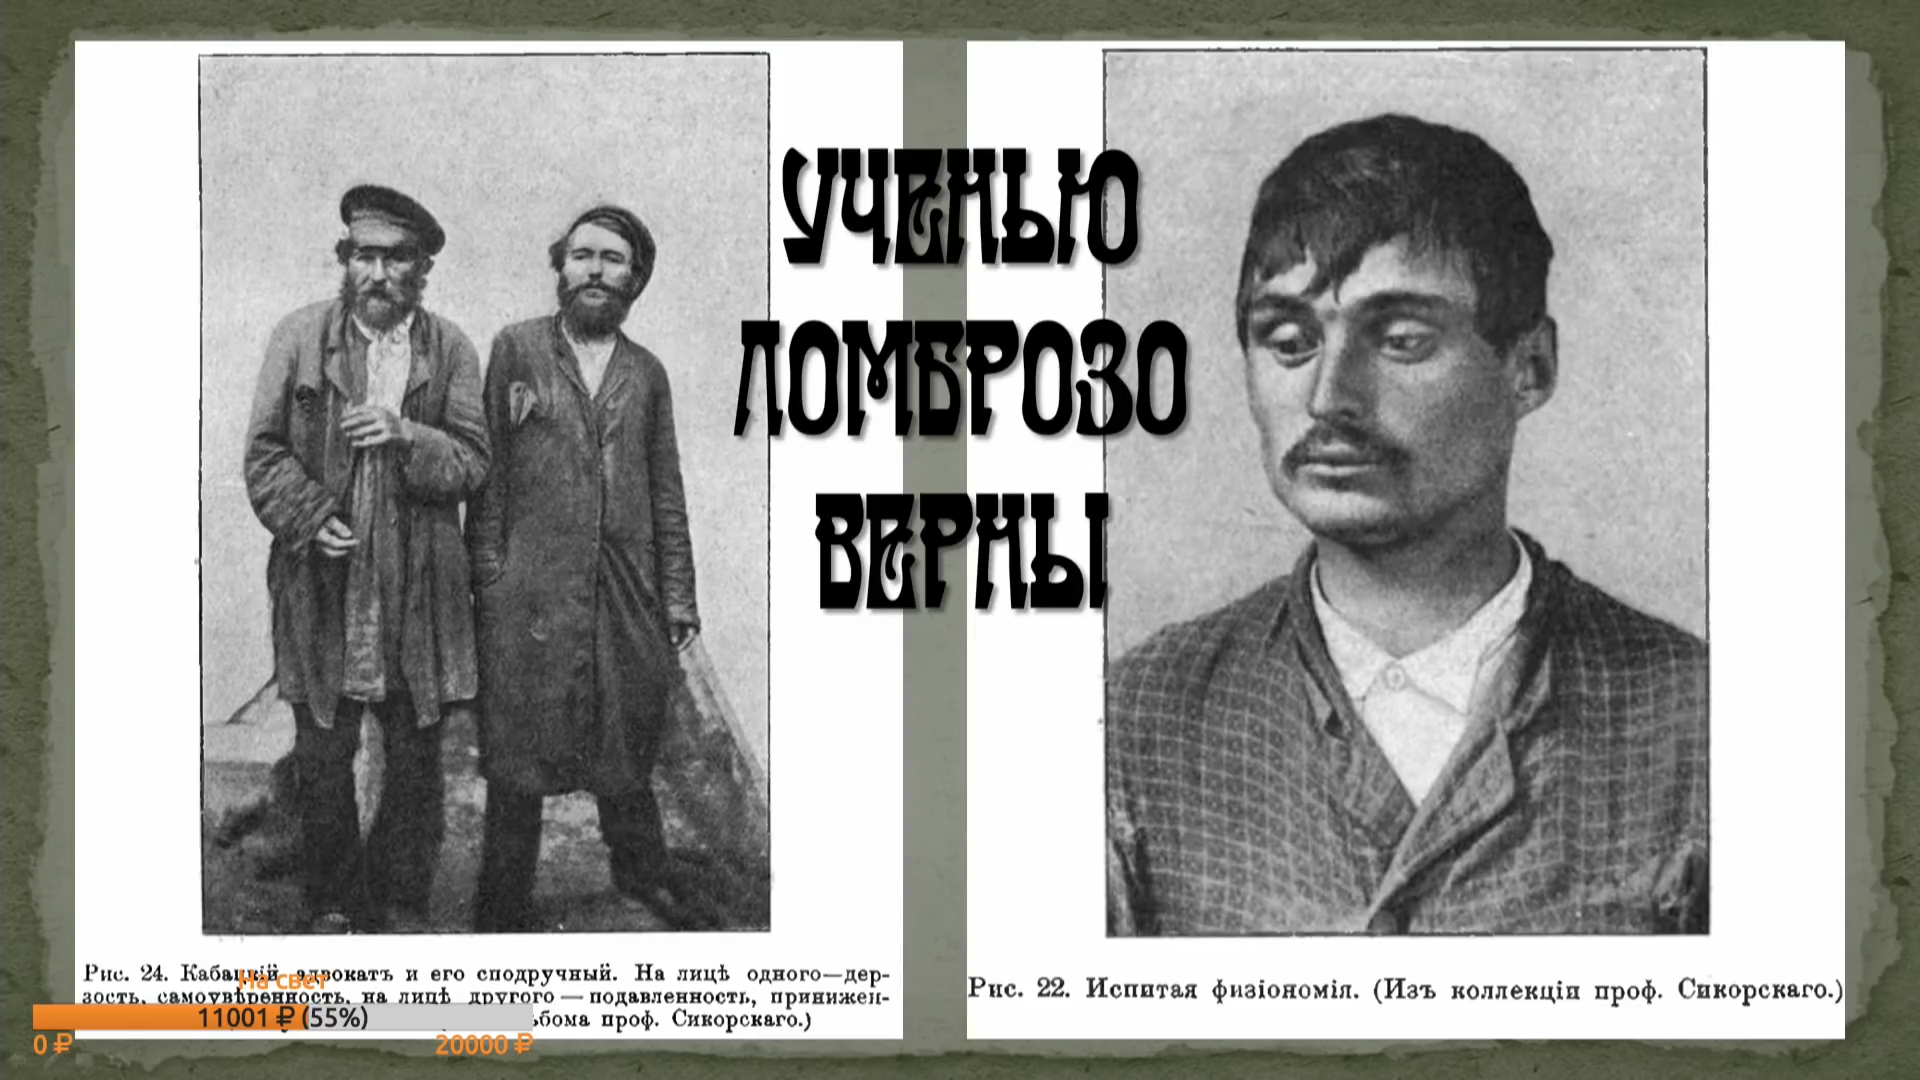 УЧЕНЬЮ
ЛОМБРОЗО
ВЕРНЫ
Рис. 24. Кабацкій адвокатъ и его сподручный. На лицѣ одного—дер-
зость, самоувѣренность, на лицѣ другого — подавленность, принижен-
альбома проф. Сикорскаго.)
Рис. 22. Испитая физіономія. (Изъ коллекціи проф. Сикорскаго.)
На свет
11001 ₽ (55%)
0 ₽
20000 ₽